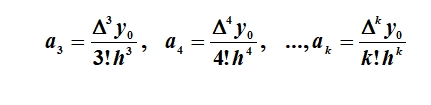 a₃ = Δ³y₀ / 3!h³ , a₄ = Δ⁴y₀ / 4!h⁴ , ..., aₖ = Δᵏy₀ / k!hᵏ